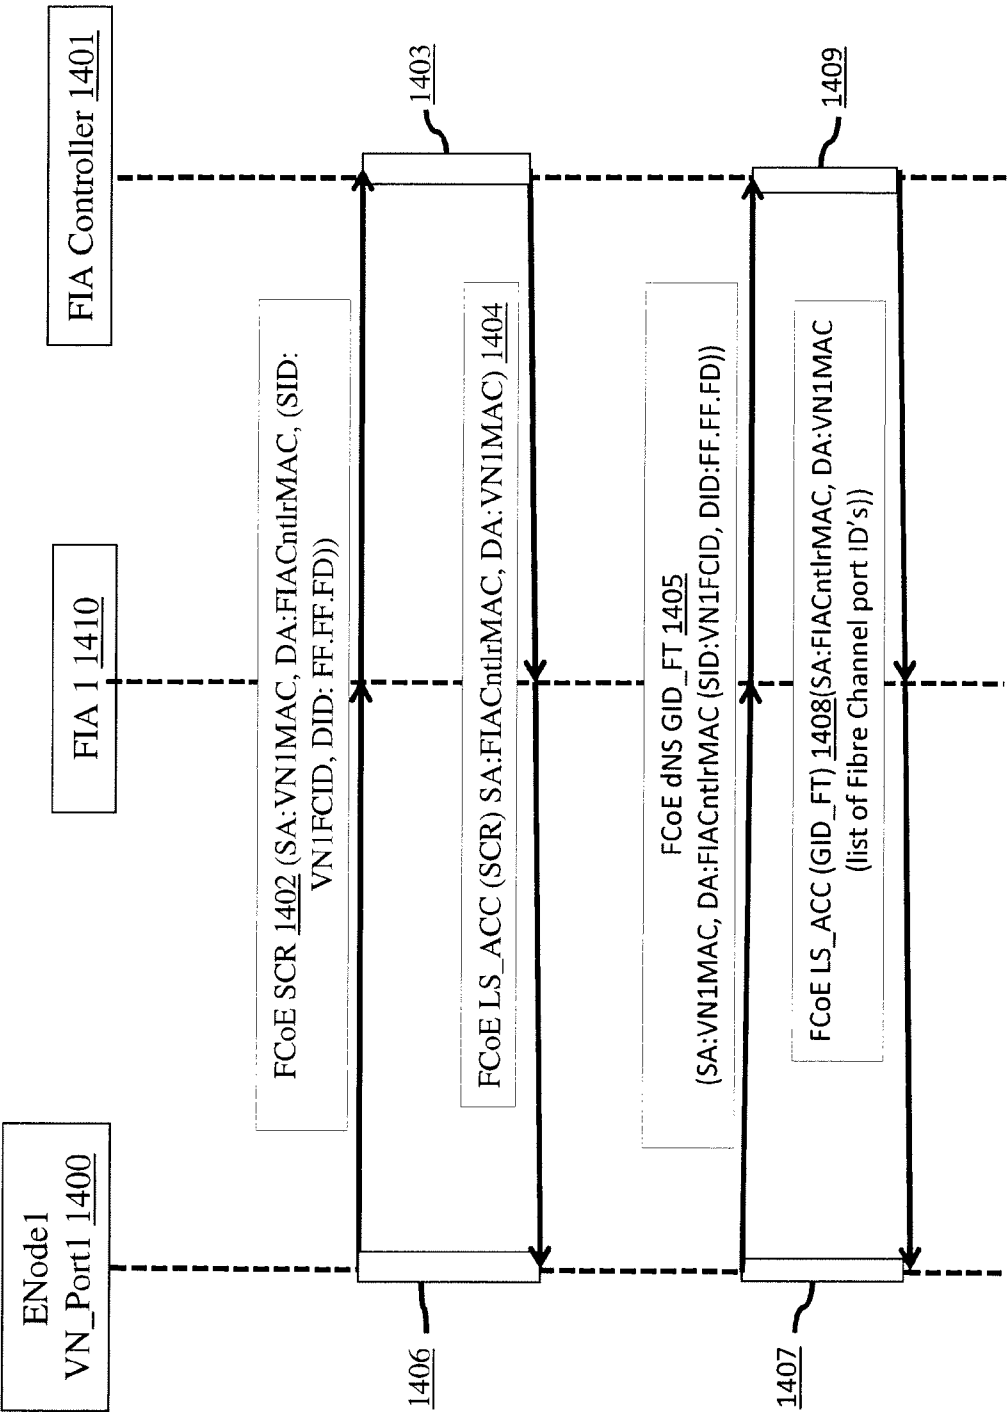 ENode1
VN_Port1 1400
FIA 1 1410
FIA Controller 1401
FCoE SCR 1402 (SA:VN1MAC, DA:FIACntlrMAC, (SID:
VN1FCID, DID: FF.FF.FD))
1406
1403
FCoE LS_ACC (SCR) SA:FIACntlrMAC, DA:VN1MAC) 1404
FCoE dNS GID_FT 1405
(SA:VN1MAC, DA:FIACntlrMAC (SID:VN1FCID, DID:FF.FF.FD))
1407
1409
FCoE LS_ACC (GID_FT) 1408(SA:FIACntlrMAC, DA:VN1MAC
(list of Fibre Channel port ID's))